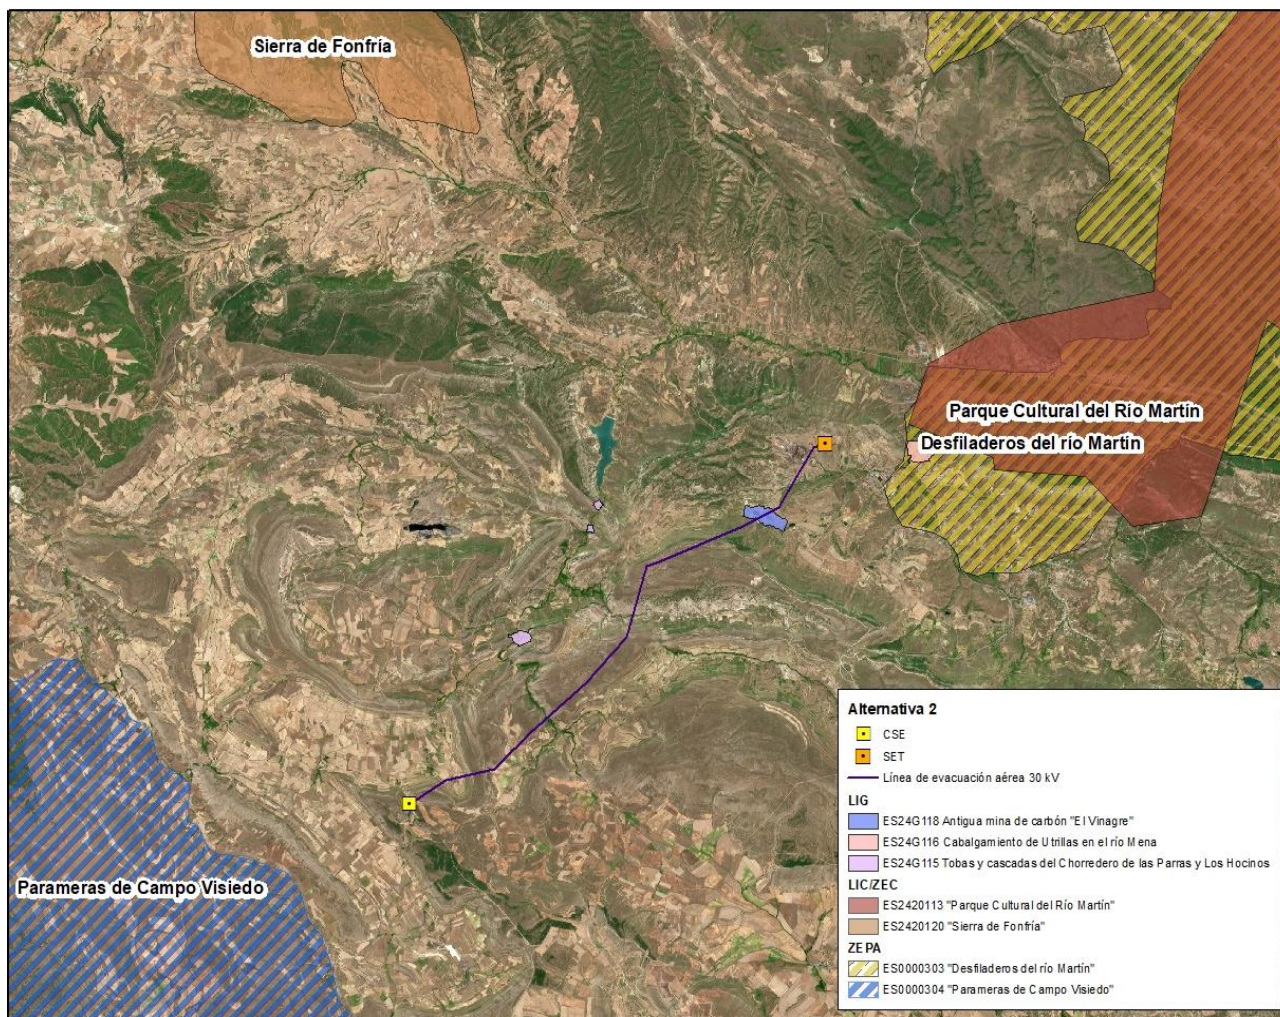 Sierra de Fonfría
Parque Cultural del Río Martín
Desfiladeros del río Martín
Parameras de Campo Visiedo
Alternativa 2
CSE
SET
Línea de evacuación aérea 30 kV
LIG
ES24G118 Antigua mina de carbón "El Vinagre"
ES24G116 Cabalgamiento de Utrillas en el río Mena
ES24G115 Tobas y cascadas del Chorredero de las Parras y Los Hocinos
LIC/ZEC
ES2420113 "Parque Cultural del Río Martín"
ES2420120 "Sierra de Fonfría"
ZEPA
ES0000303 "Desfiladeros del río Martín"
ES0000304 "Parameras de Campo Visiedo"